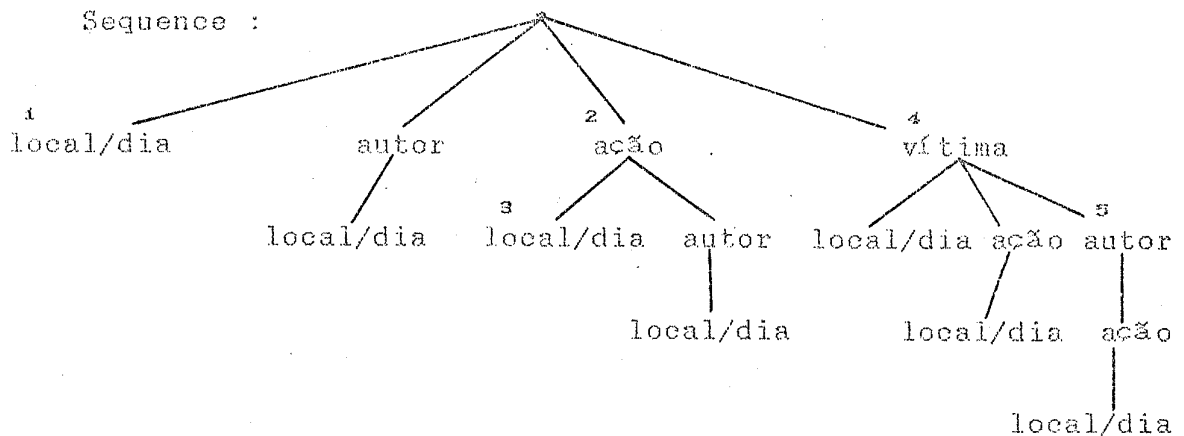 Sequence :
1 2 4
local/dia autor ação vítima
3 5
local/dia local/dia autor local/dia ação autor
local/dia local/dia ação
local/dia